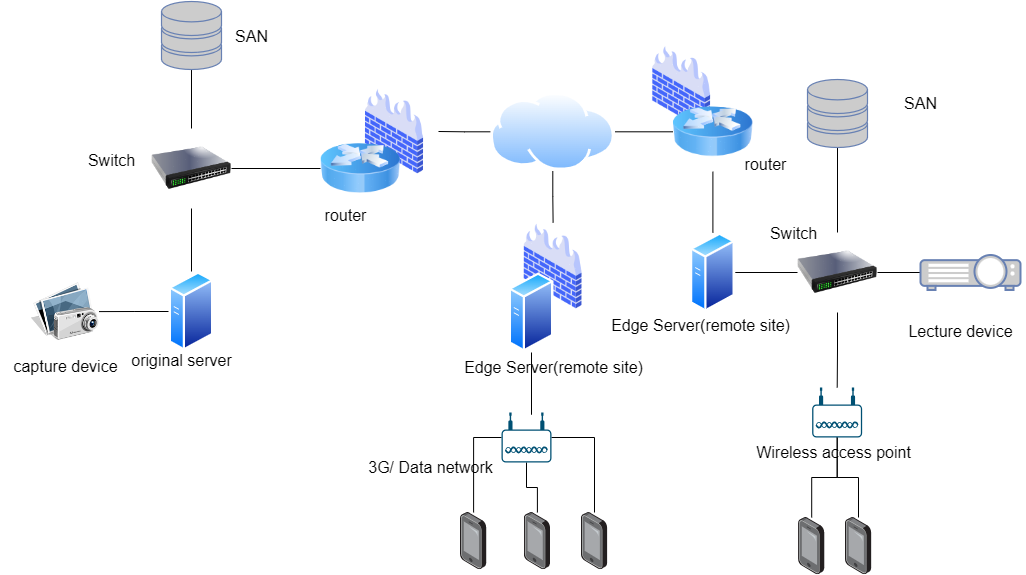 SAN
SAN
Switch
router
router
Switch
Edge Server(remote site)
Lecture device
capture device
original server
Edge Server(remote site)
3G/ Data network
Wireless access point